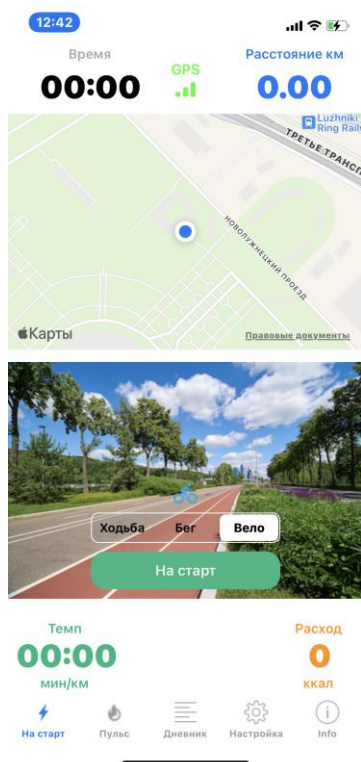 12:42
Время
GPS
Расстояние км
00:00
0.00
Luzhniki
Ring Rail
ТРЕТЬЕ ТРАНСП
НОВОЛУЖНЕЦКИЙ ПРОЕЗД
Карты
Правовые документы
Ходьба Бег Вело
На старт
Темп
Расход
00:00
0
мин/км
ккал
На старт Пульс Дневник Настройка Info